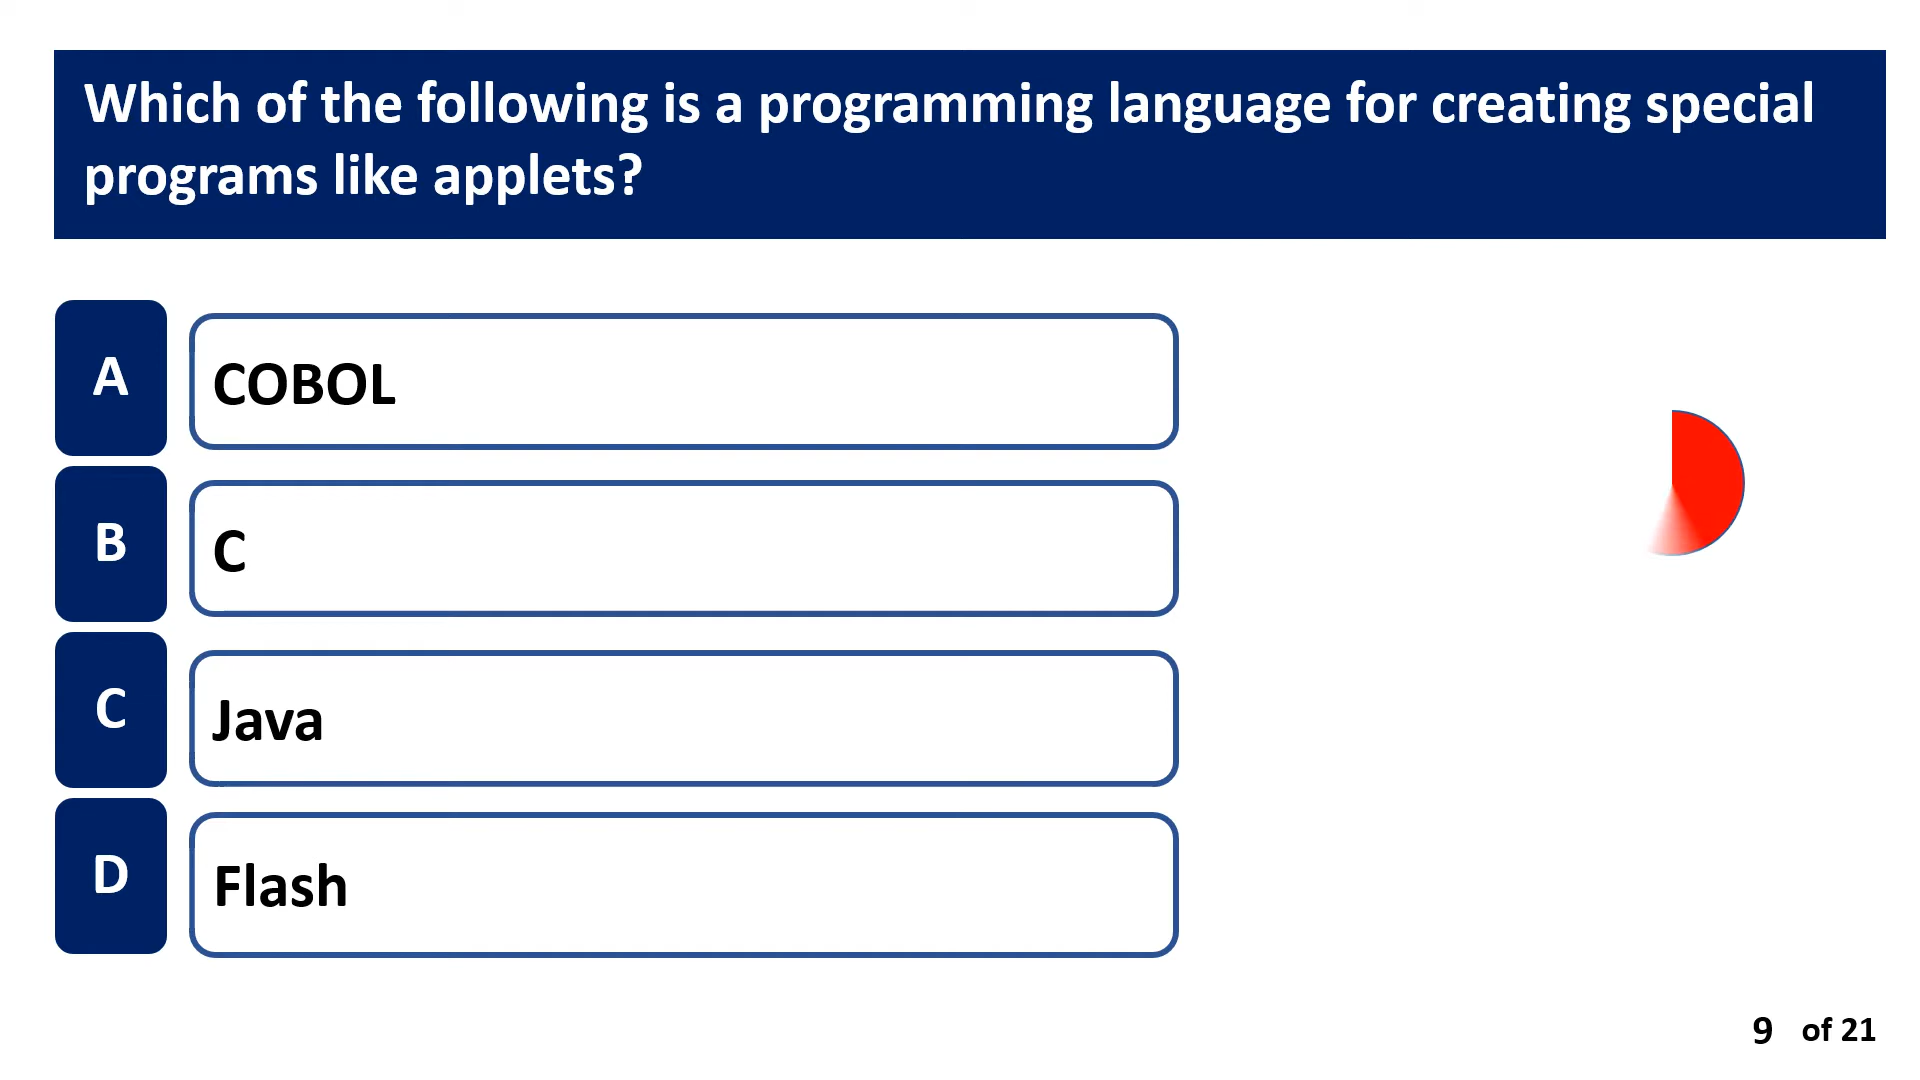 Which of the following is a programming language for creating special
programs like applets?
A
COBOL
B
C
C
Java
D
Flash
9 of 21